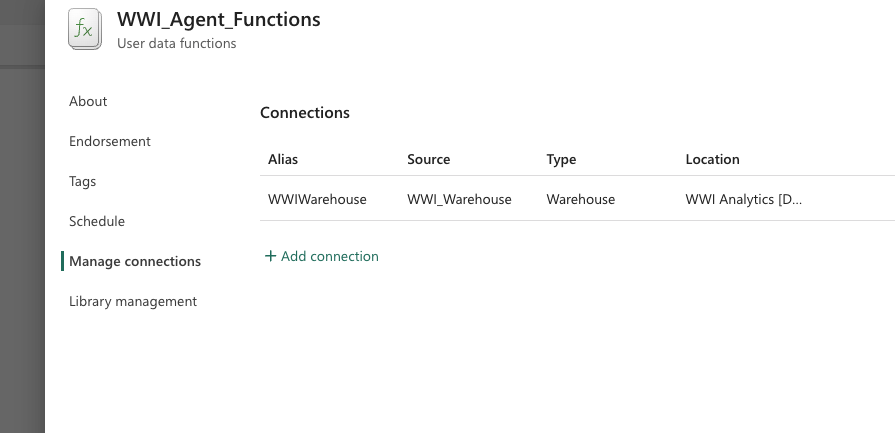 fx
WWI_Agent_Functions
User data functions
About
Endorsement
Tags
Schedule
Manage connections
Library management
Connections
Alias Source Type Location
WWIWarehouse WWI_Warehouse Warehouse WWI Analytics [D...
+ Add connection